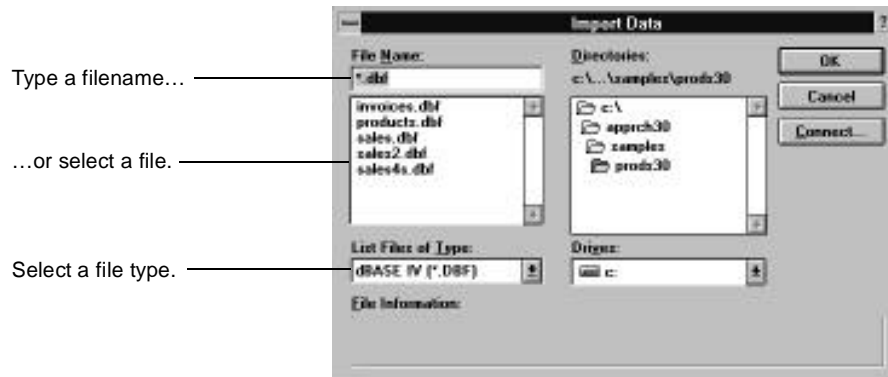 Import Data
?
File Name:
*.dbf
invoices.dbf
products.dbf
sales.dbf
sales2.dbf
sales4s.dbf
List Files of Type:
dBASE IV (*.DBF)
File Information:
Directories:
c:\...\samples\prods30
c:\
apprch30
samples
prods30
Drives:
c:
OK
Cancel
Connect...
Type a filename…
…or select a file.
Select a file type.